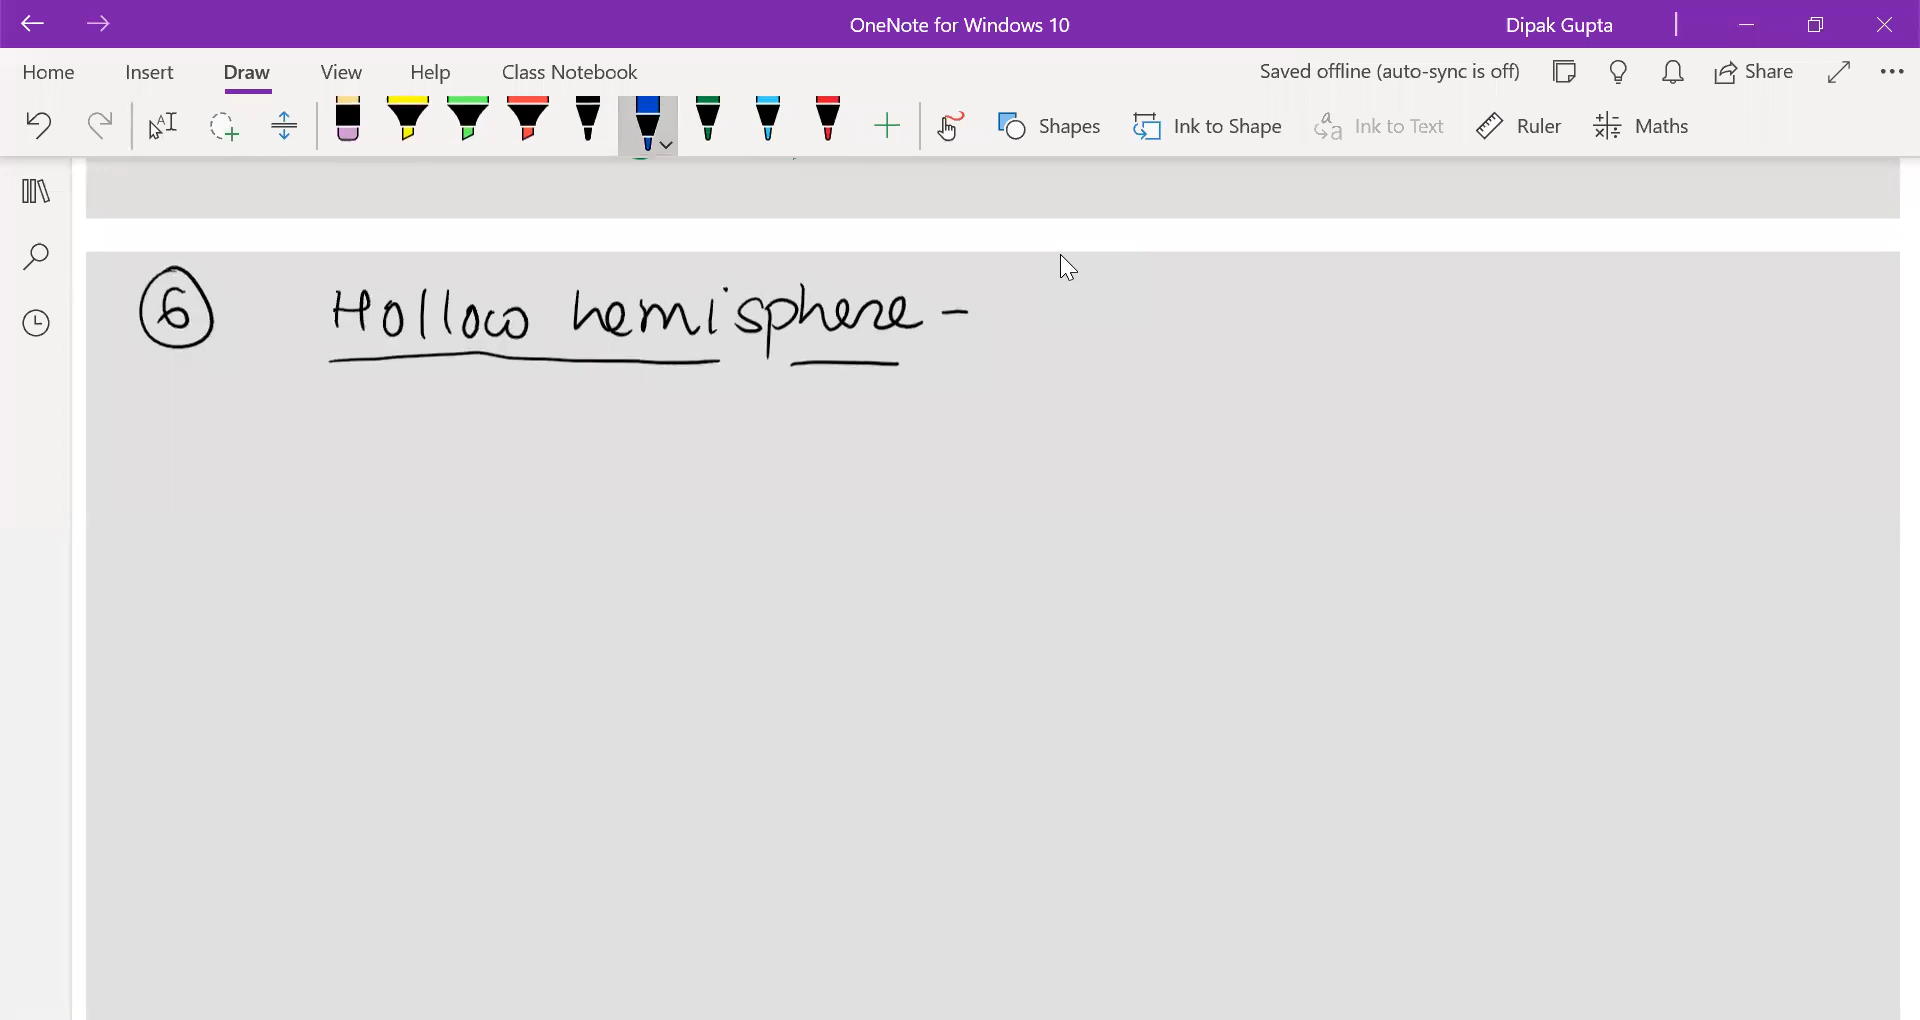 OneNote for Windows 10 Dipak Gupta
Home Insert Draw View Help Class Notebook Saved offline (auto-sync is off) Share
Shapes Ink to Shape Ink to Text Ruler Maths
6 Hollow hemisphere -